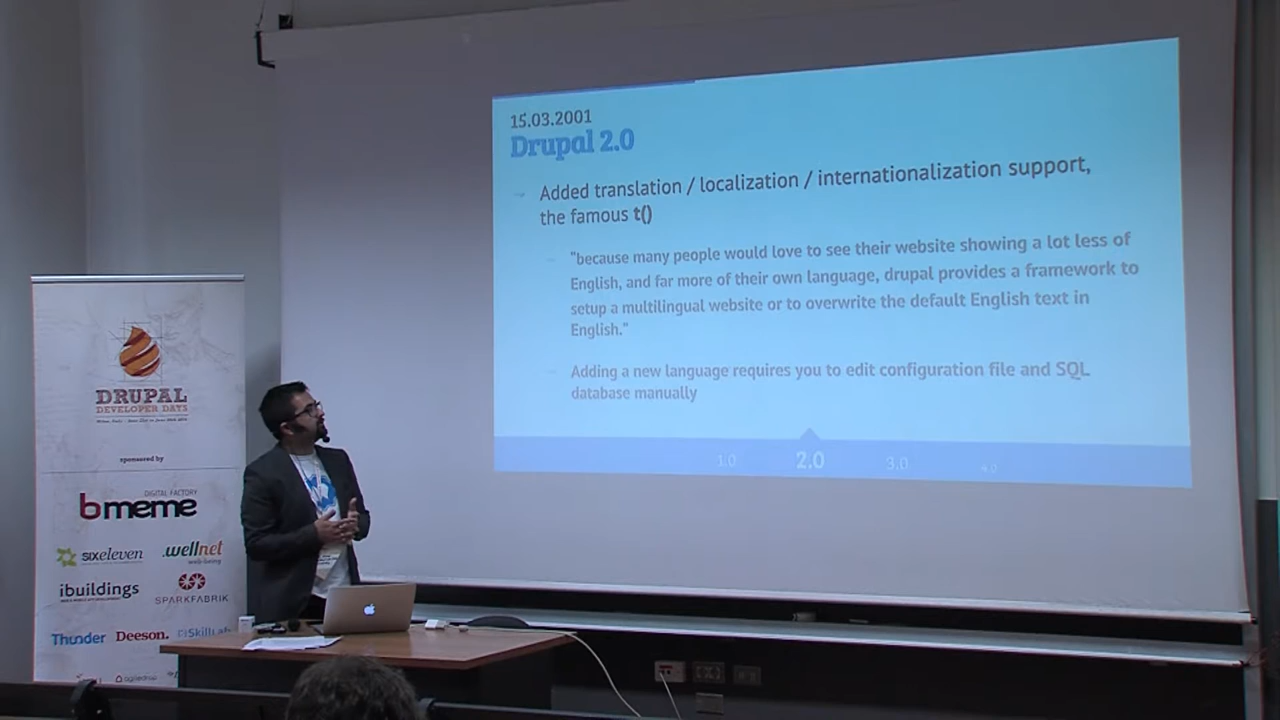 15.03.2001
Drupal 2.0
Added translation / localization / internationalization support,
the famous t()
"because many people would love to see their website showing a lot less of
English, and far more of their own language, drupal provides a framework to
setup a multilingual website or to overwrite the default English text in
English."
Adding a new language requires you to edit configuration file and SQL
database manually
1.0 2.0 3.0 4.0
DRUPAL
DEVELOPER DAYS
sponsored by
DIGITAL FACTORY
bmeme
SIXeleven
.wellnet
ibuildings
SPARKFABRIK
Thunder Deeson. SkillLab